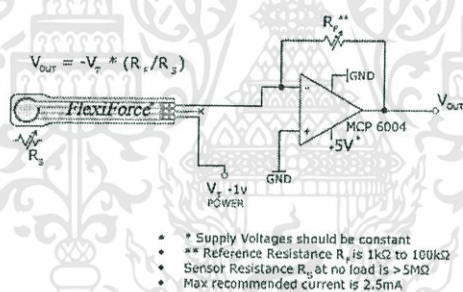 R_F**
V_OUT = -V_T * (R_F/R_S)
GND
FlexiForce
-
V_OUT
+
MCP 6004
R_S
+5V*
GND
V_T -1v
POWER
* Supply Voltages should be constant
** Reference Resistance R_F is 1kΩ to 100kΩ
Sensor Resistance R_S at no load is >5MΩ
Max recommended current is 2.5mA